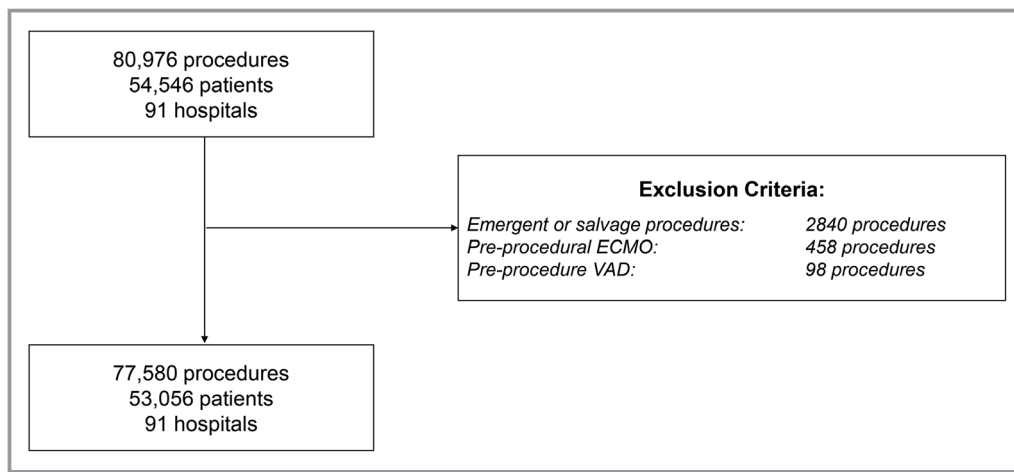 80,976 procedures
54,546 patients
91 hospitals
Exclusion Criteria:
Emergent or salvage procedures: 2840 procedures
Pre-procedural ECMO: 458 procedures
Pre-procedure VAD: 98 procedures
77,580 procedures
53,056 patients
91 hospitals